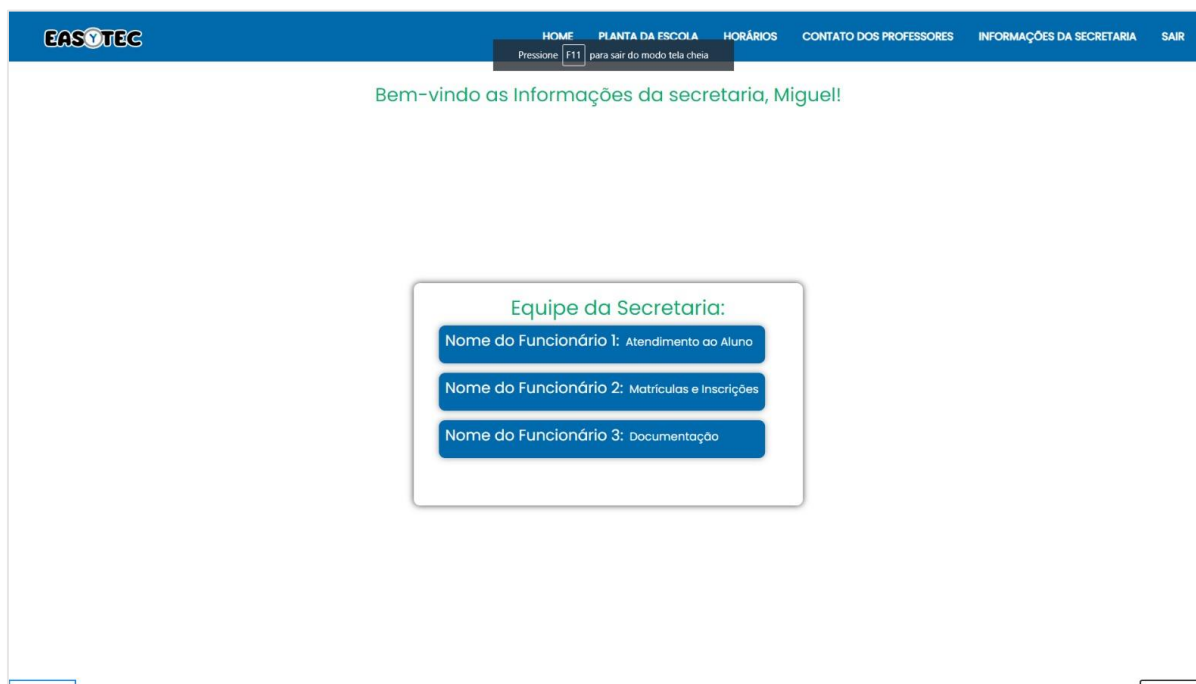 EASYTEC
HOME PLANTA DA ESCOLA HORÁRIOS CONTATO DOS PROFESSORES INFORMAÇÕES DA SECRETARIA SAIR
Pressione F11 para sair do modo tela cheia
Bem-vindo as Informações da secretaria, Miguel!
Equipe da Secretaria:
Nome do Funcionário 1: Atendimento ao Aluno
Nome do Funcionário 2: Matrículas e Inscrições
Nome do Funcionário 3: Documentação